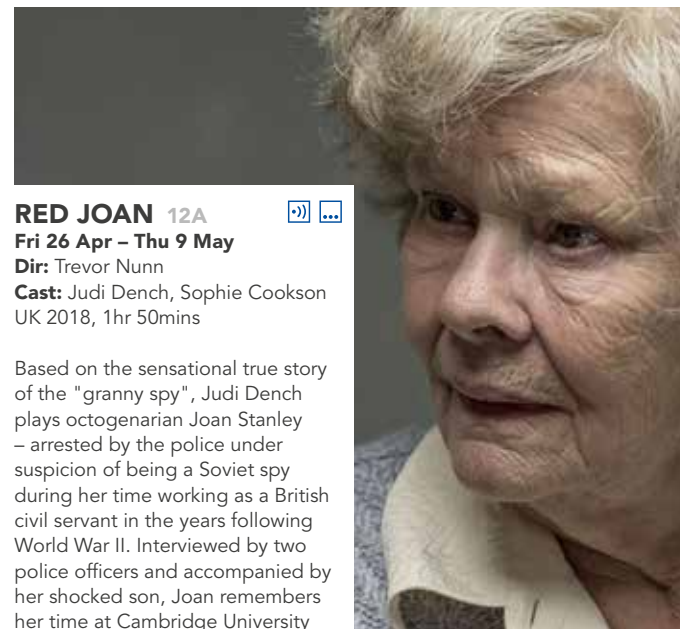 RED JOAN 12A
Fri 26 Apr – Thu 9 May
Dir: Trevor Nunn
Cast: Judi Dench, Sophie Cookson
UK 2018, 1hr 50mins
Based on the sensational true story
of the "granny spy", Judi Dench
plays octogenarian Joan Stanley
– arrested by the police under
suspicion of being a Soviet spy
during her time working as a British
civil servant in the years following
World War II. Interviewed by two
police officers and accompanied by
her shocked son, Joan remembers
her time at Cambridge University